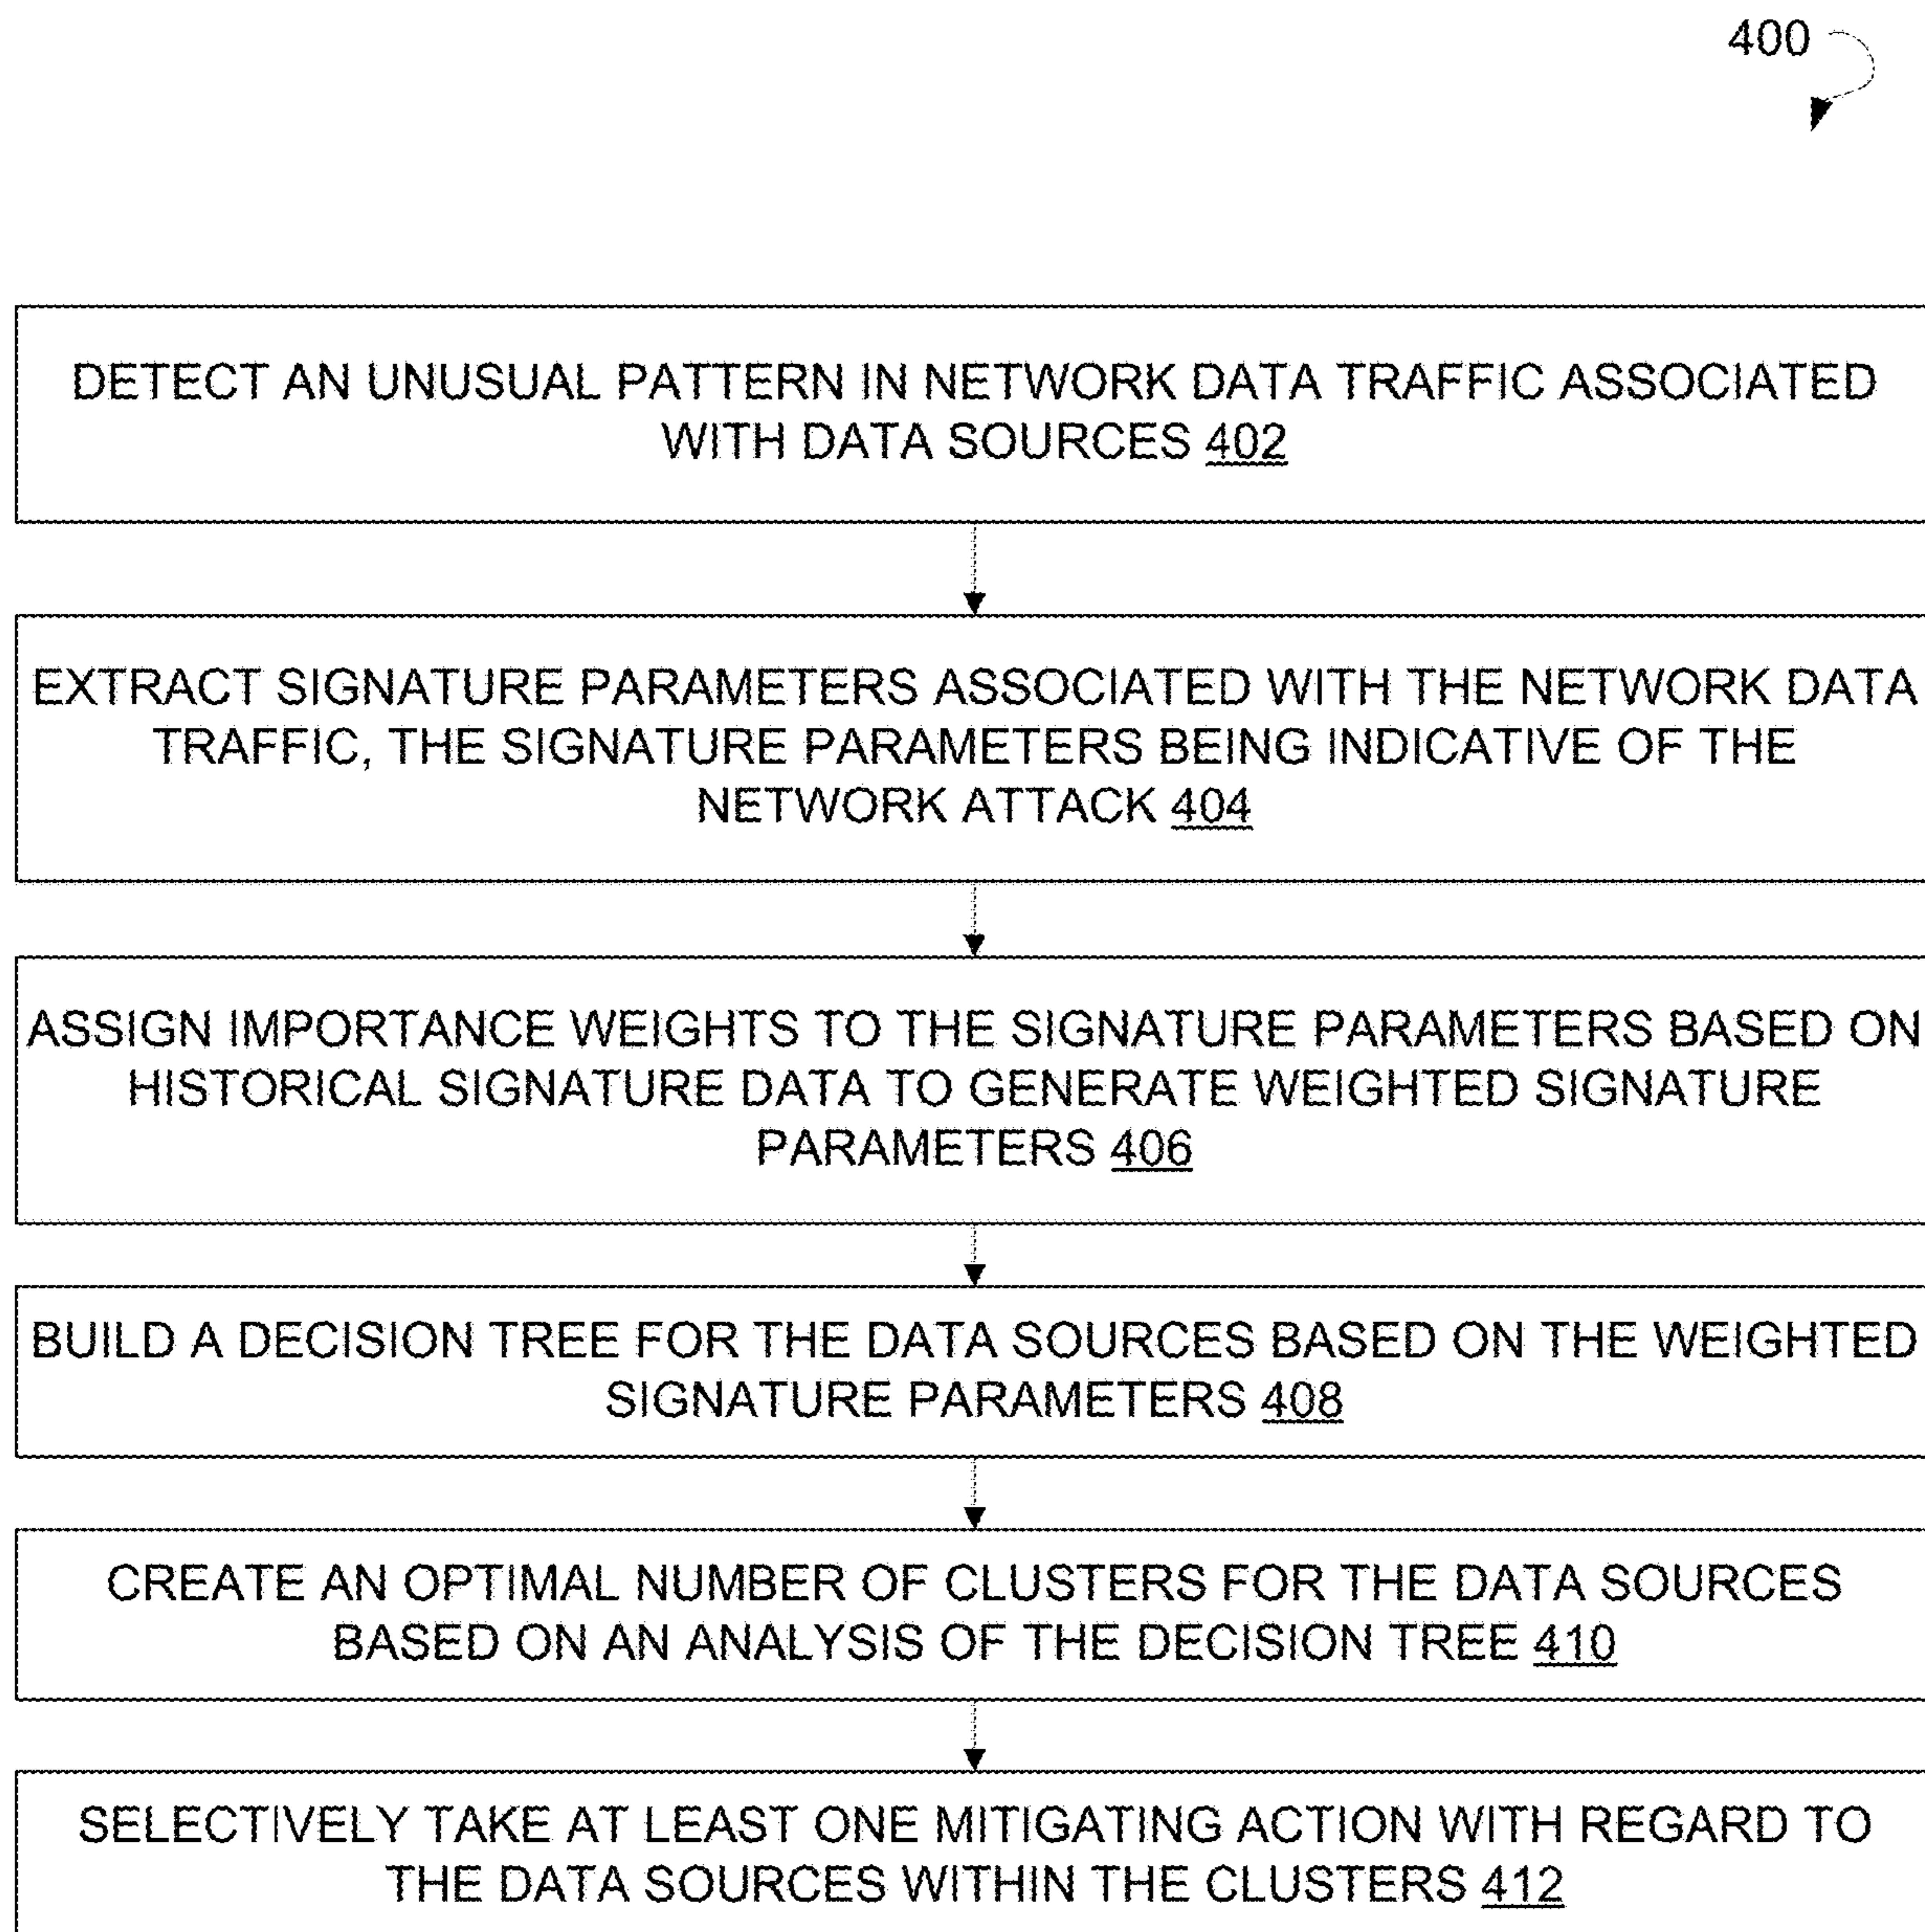 400
DETECT AN UNUSUAL PATTERN IN NETWORK DATA TRAFFIC ASSOCIATED
WITH DATA SOURCES 402
EXTRACT SIGNATURE PARAMETERS ASSOCIATED WITH THE NETWORK DATA
TRAFFIC, THE SIGNATURE PARAMETERS BEING INDICATIVE OF THE
NETWORK ATTACK 404
ASSIGN IMPORTANCE WEIGHTS TO THE SIGNATURE PARAMETERS BASED ON
HISTORICAL SIGNATURE DATA TO GENERATE WEIGHTED SIGNATURE
PARAMETERS 406
BUILD A DECISION TREE FOR THE DATA SOURCES BASED ON THE WEIGHTED
SIGNATURE PARAMETERS 408
CREATE AN OPTIMAL NUMBER OF CLUSTERS FOR THE DATA SOURCES
BASED ON AN ANALYSIS OF THE DECISION TREE 410
SELECTIVELY TAKE AT LEAST ONE MITIGATING ACTION WITH REGARD TO
THE DATA SOURCES WITHIN THE CLUSTERS 412